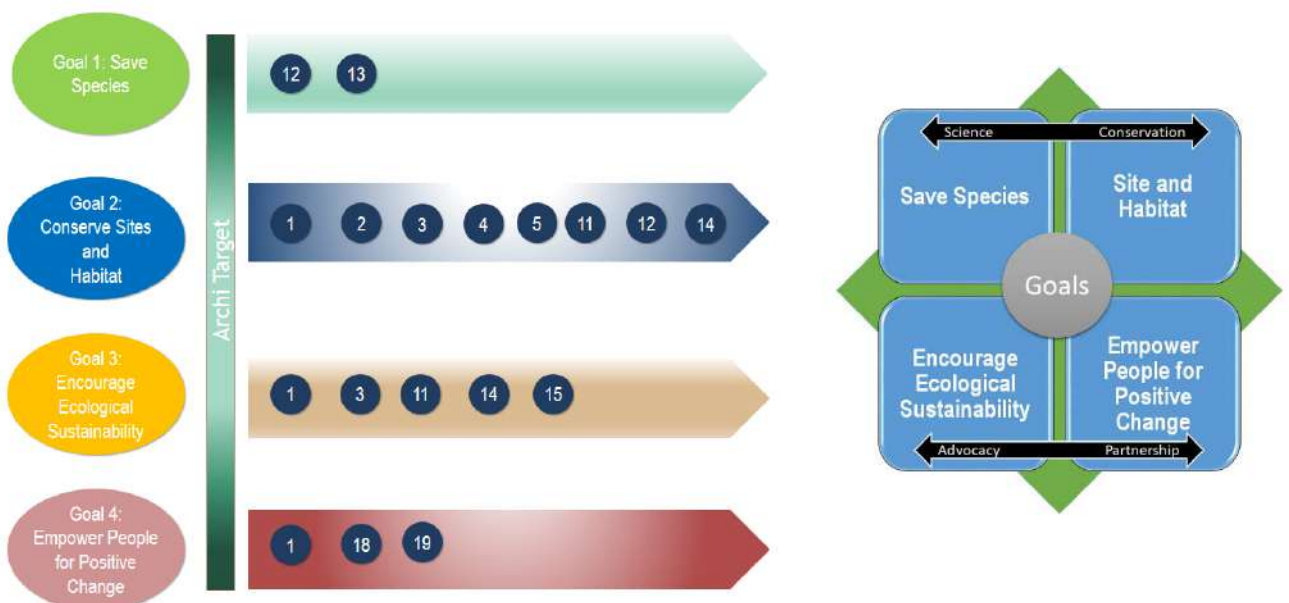 Goal 1: Save
Species
12 13
Goal 2:
Conserve Sites
and
Habitat
1 2 3 4 5 11 12 14
Goal 3:
Encourage
Ecological
Sustainability
1 3 11 14 15
Goal 4:
Empower People
for Positive
Change
1 18 19
Archi Target
Science Conservation
Save Species
Site and
Habitat
Goals
Encourage
Ecological
Sustainability
Empower
People for
Positive
Change
Advocacy Partnership